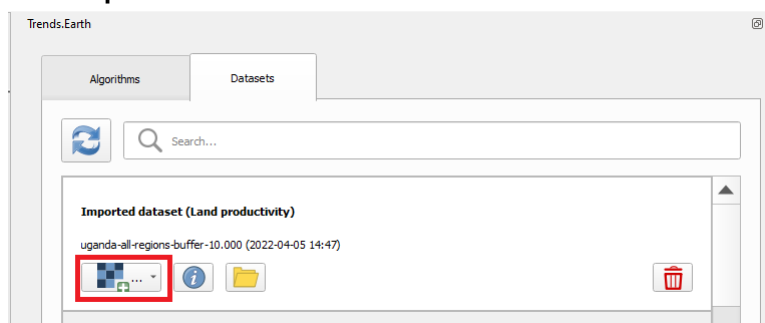 Trends.Earth
Algorithms
Datasets
Search...
Imported dataset (Land productivity)
uganda-all-regions-buffer-10.000 (2022-04-05 14:47)
...